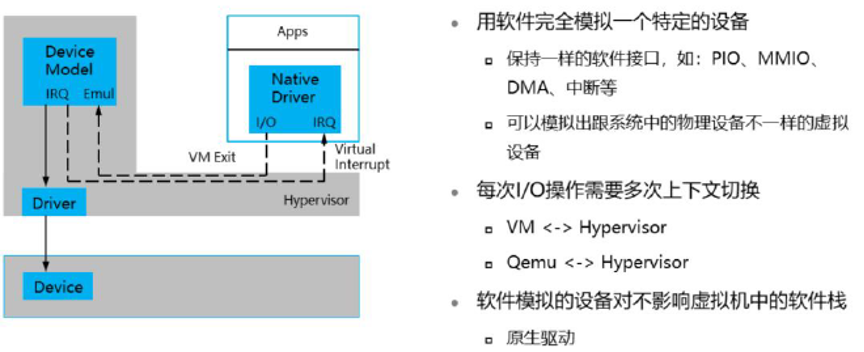 Apps
Device
Model
IRQ Emul
Native
Driver
I/O IRQ
VM Exit
Virtual
Interrupt
Driver
Hypervisor
Device
• 用软件完全模拟一个特定的设备
▫ 保持一样的软件接口，如：PIO、MMIO、
DMA、中断等
▫ 可以模拟出跟系统中的物理设备不一样的虚拟
设备
• 每次I/O操作需要多次上下文切换
▫ VM <-> Hypervisor
▫ Qemu <-> Hypervisor
• 软件模拟的设备对不影响虚拟机中的软件栈
▫ 原生驱动